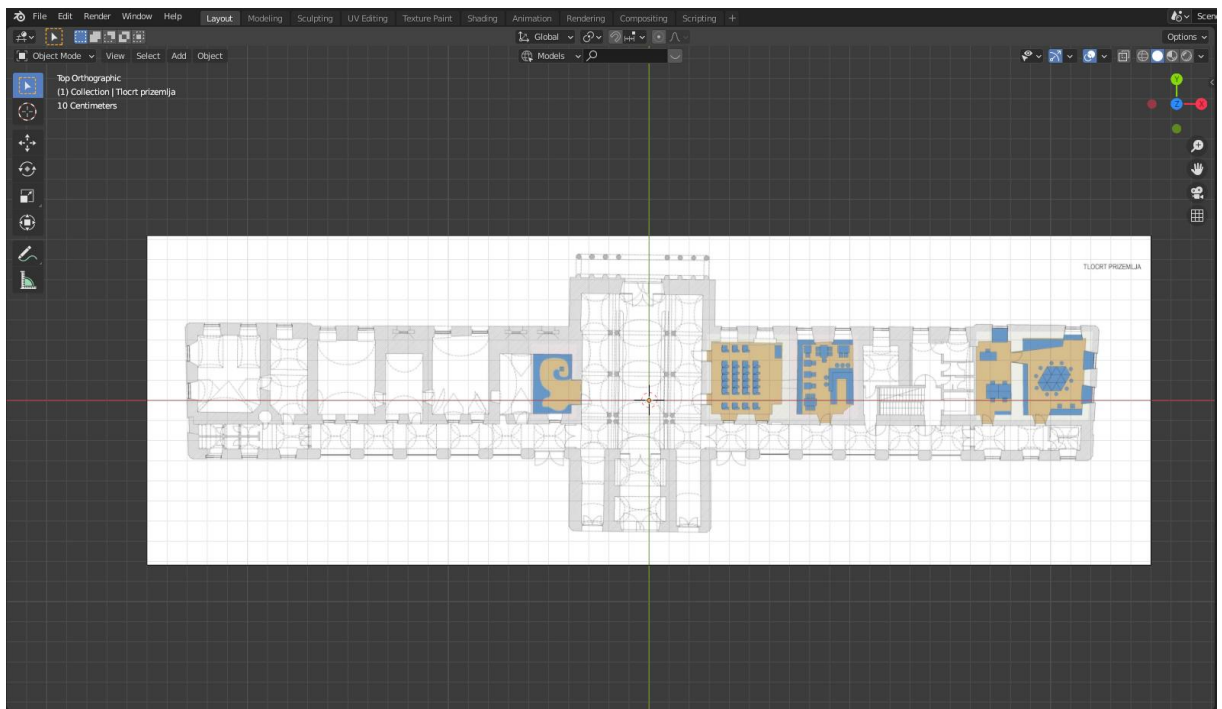 File Edit Render Window Help Layout Modeling Sculpting UV Editing Texture Paint Shading Animation Rendering Compositing Scripting + Scene
Global Options
Object Mode View Select Add Object Models
Top Orthographic
(1) Collection | Tlocrt prizemlja
10 Centimeters
Y
Z X
TLOCRT PRIZEMLJA